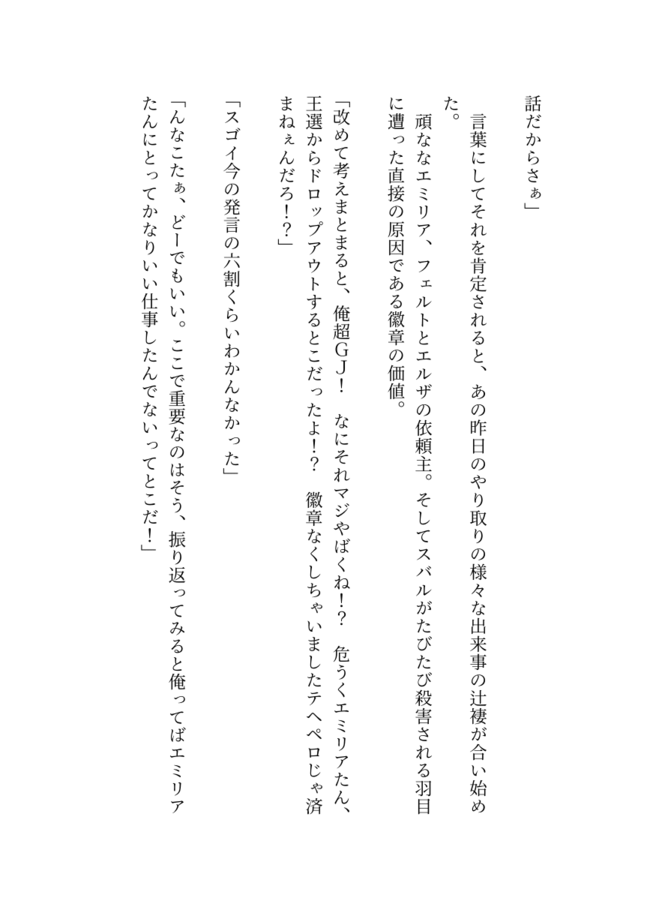 話だからさぁ」
　言葉にしてそれを肯定されると、あの昨日のやり取りの様々な出来事の辻褄が合い始め
た。
　頑ななエミリア、フェルトとエルザの依頼主。そしてスバルがたびたび殺害される羽目
に遭った直接の原因である徽章の価値。
「改めて考えまとまると、俺超ＧＪ！　なにそれマジやばくね！？　危うくエミリアたん、
王選からドロップアウトするとこだったよ！？　徽章なくしちゃいましたテヘペロじゃ済
まねぇんだろ！？」
「スゴイ今の発言の六割くらいわかんなかった」
「んなこたぁ、どーでもいい。ここで重要なのはそう、振り返ってみると俺ってばエミリア
たんにとってかなりいい仕事したんでないってとこだ！」